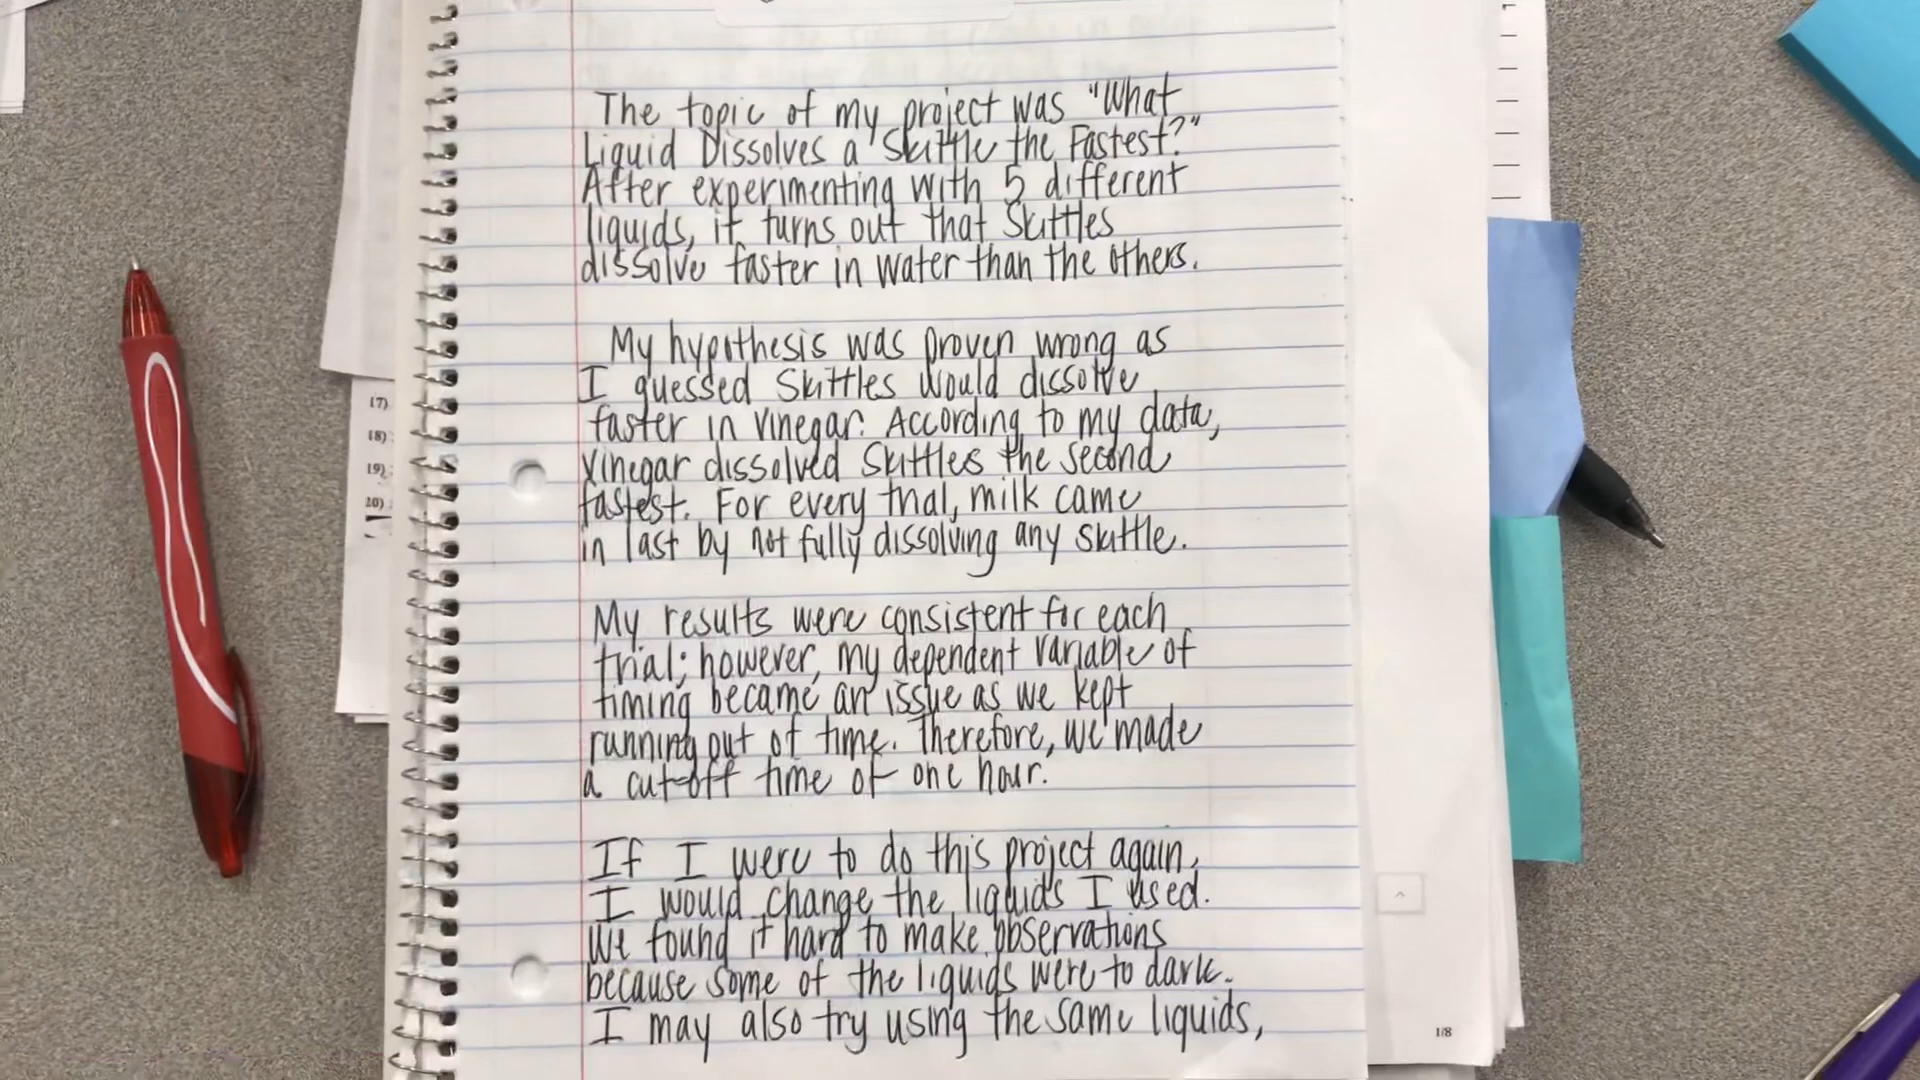 The topic of my project was "What
Liquid Dissolves a Skittle the Fastest?"
After experimenting with 5 different
liquids, it turns out that Skittles
dissolve faster in water than the others.
My hypothesis was proven wrong as
I guessed Skittles would dissolve
faster in vinegar. According to my data,
vinegar dissolved Skittles the second
fastest. For every trial, milk came
in last by not fully dissolving any skittle.
My results were consistent for each
trial; however, my dependent variable of
timing became an issue as we kept
running out of time. Therefore, we made
a cut-off time of one hour.
If I were to do this project again,
I would change the liquids I used.
We found it hard to make observations
because some of the liquids were to dark.
I may also try using the same liquids,
17)
18)
19)
20)
1/8